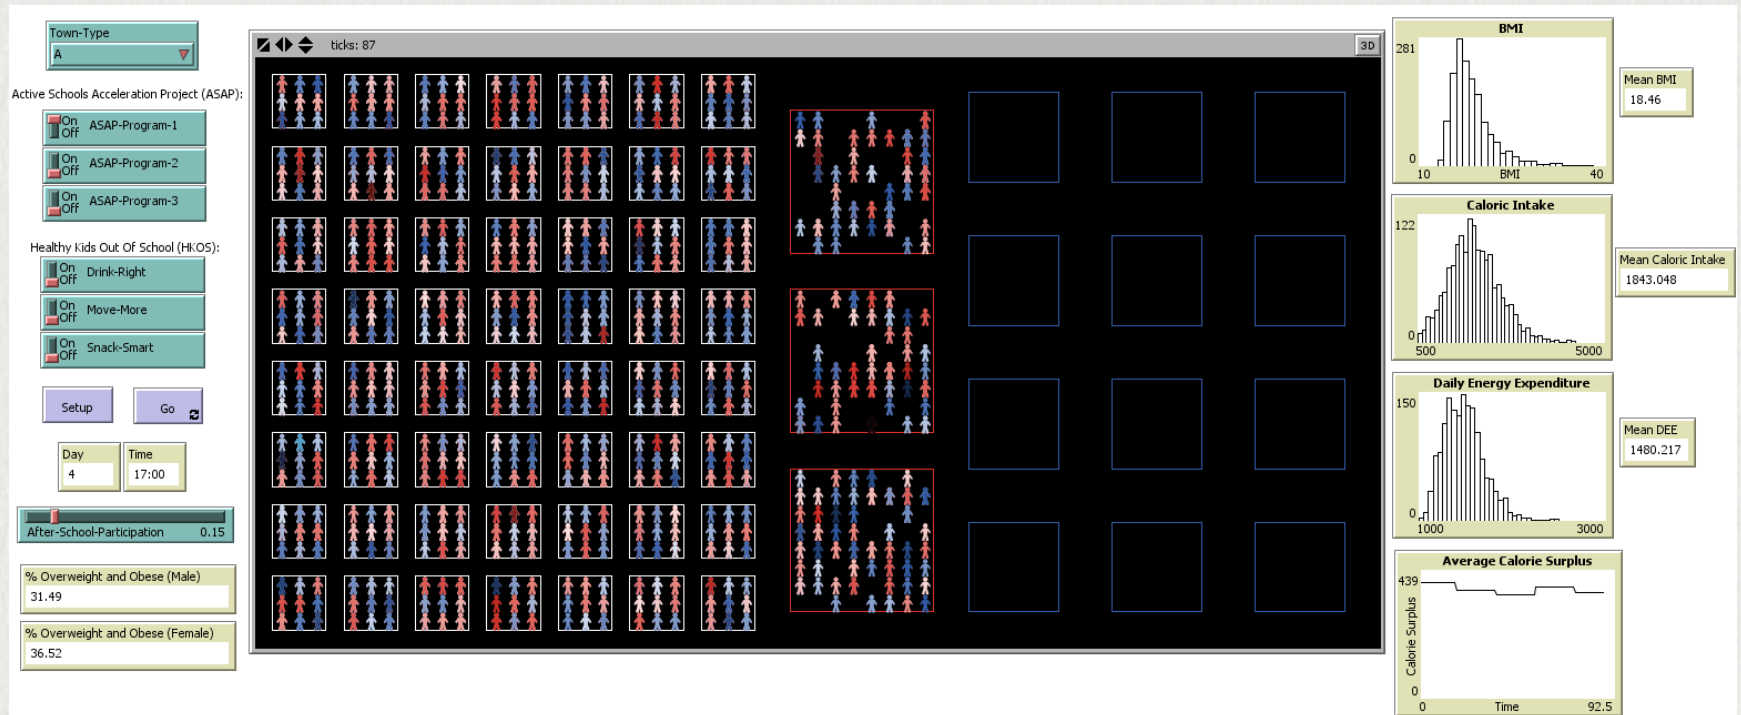 Town-Type
A
Active Schools Acceleration Project (ASAP):
On
Off
ASAP-Program-1
On
Off
ASAP-Program-2
On
Off
ASAP-Program-3
Healthy Kids Out Of School (HKOS):
On
Off
Drink-Right
On
Off
Move-More
On
Off
Snack-Smart
Setup
Go
Day
4
Time
17:00
After-School-Participation 0.15
% Overweight and Obese (Male)
31.49
% Overweight and Obese (Female)
36.52
ticks: 87
3D
BMI
281
0
10
BMI
40
Mean BMI
18.46
Caloric Intake
122
0
500
5000
Mean Caloric Intake
1843.048
Daily Energy Expenditure
150
0
1000
3000
Mean DEE
1480.217
Average Calorie Surplus
439
Calorie Surplus
0
0
Time
92.5